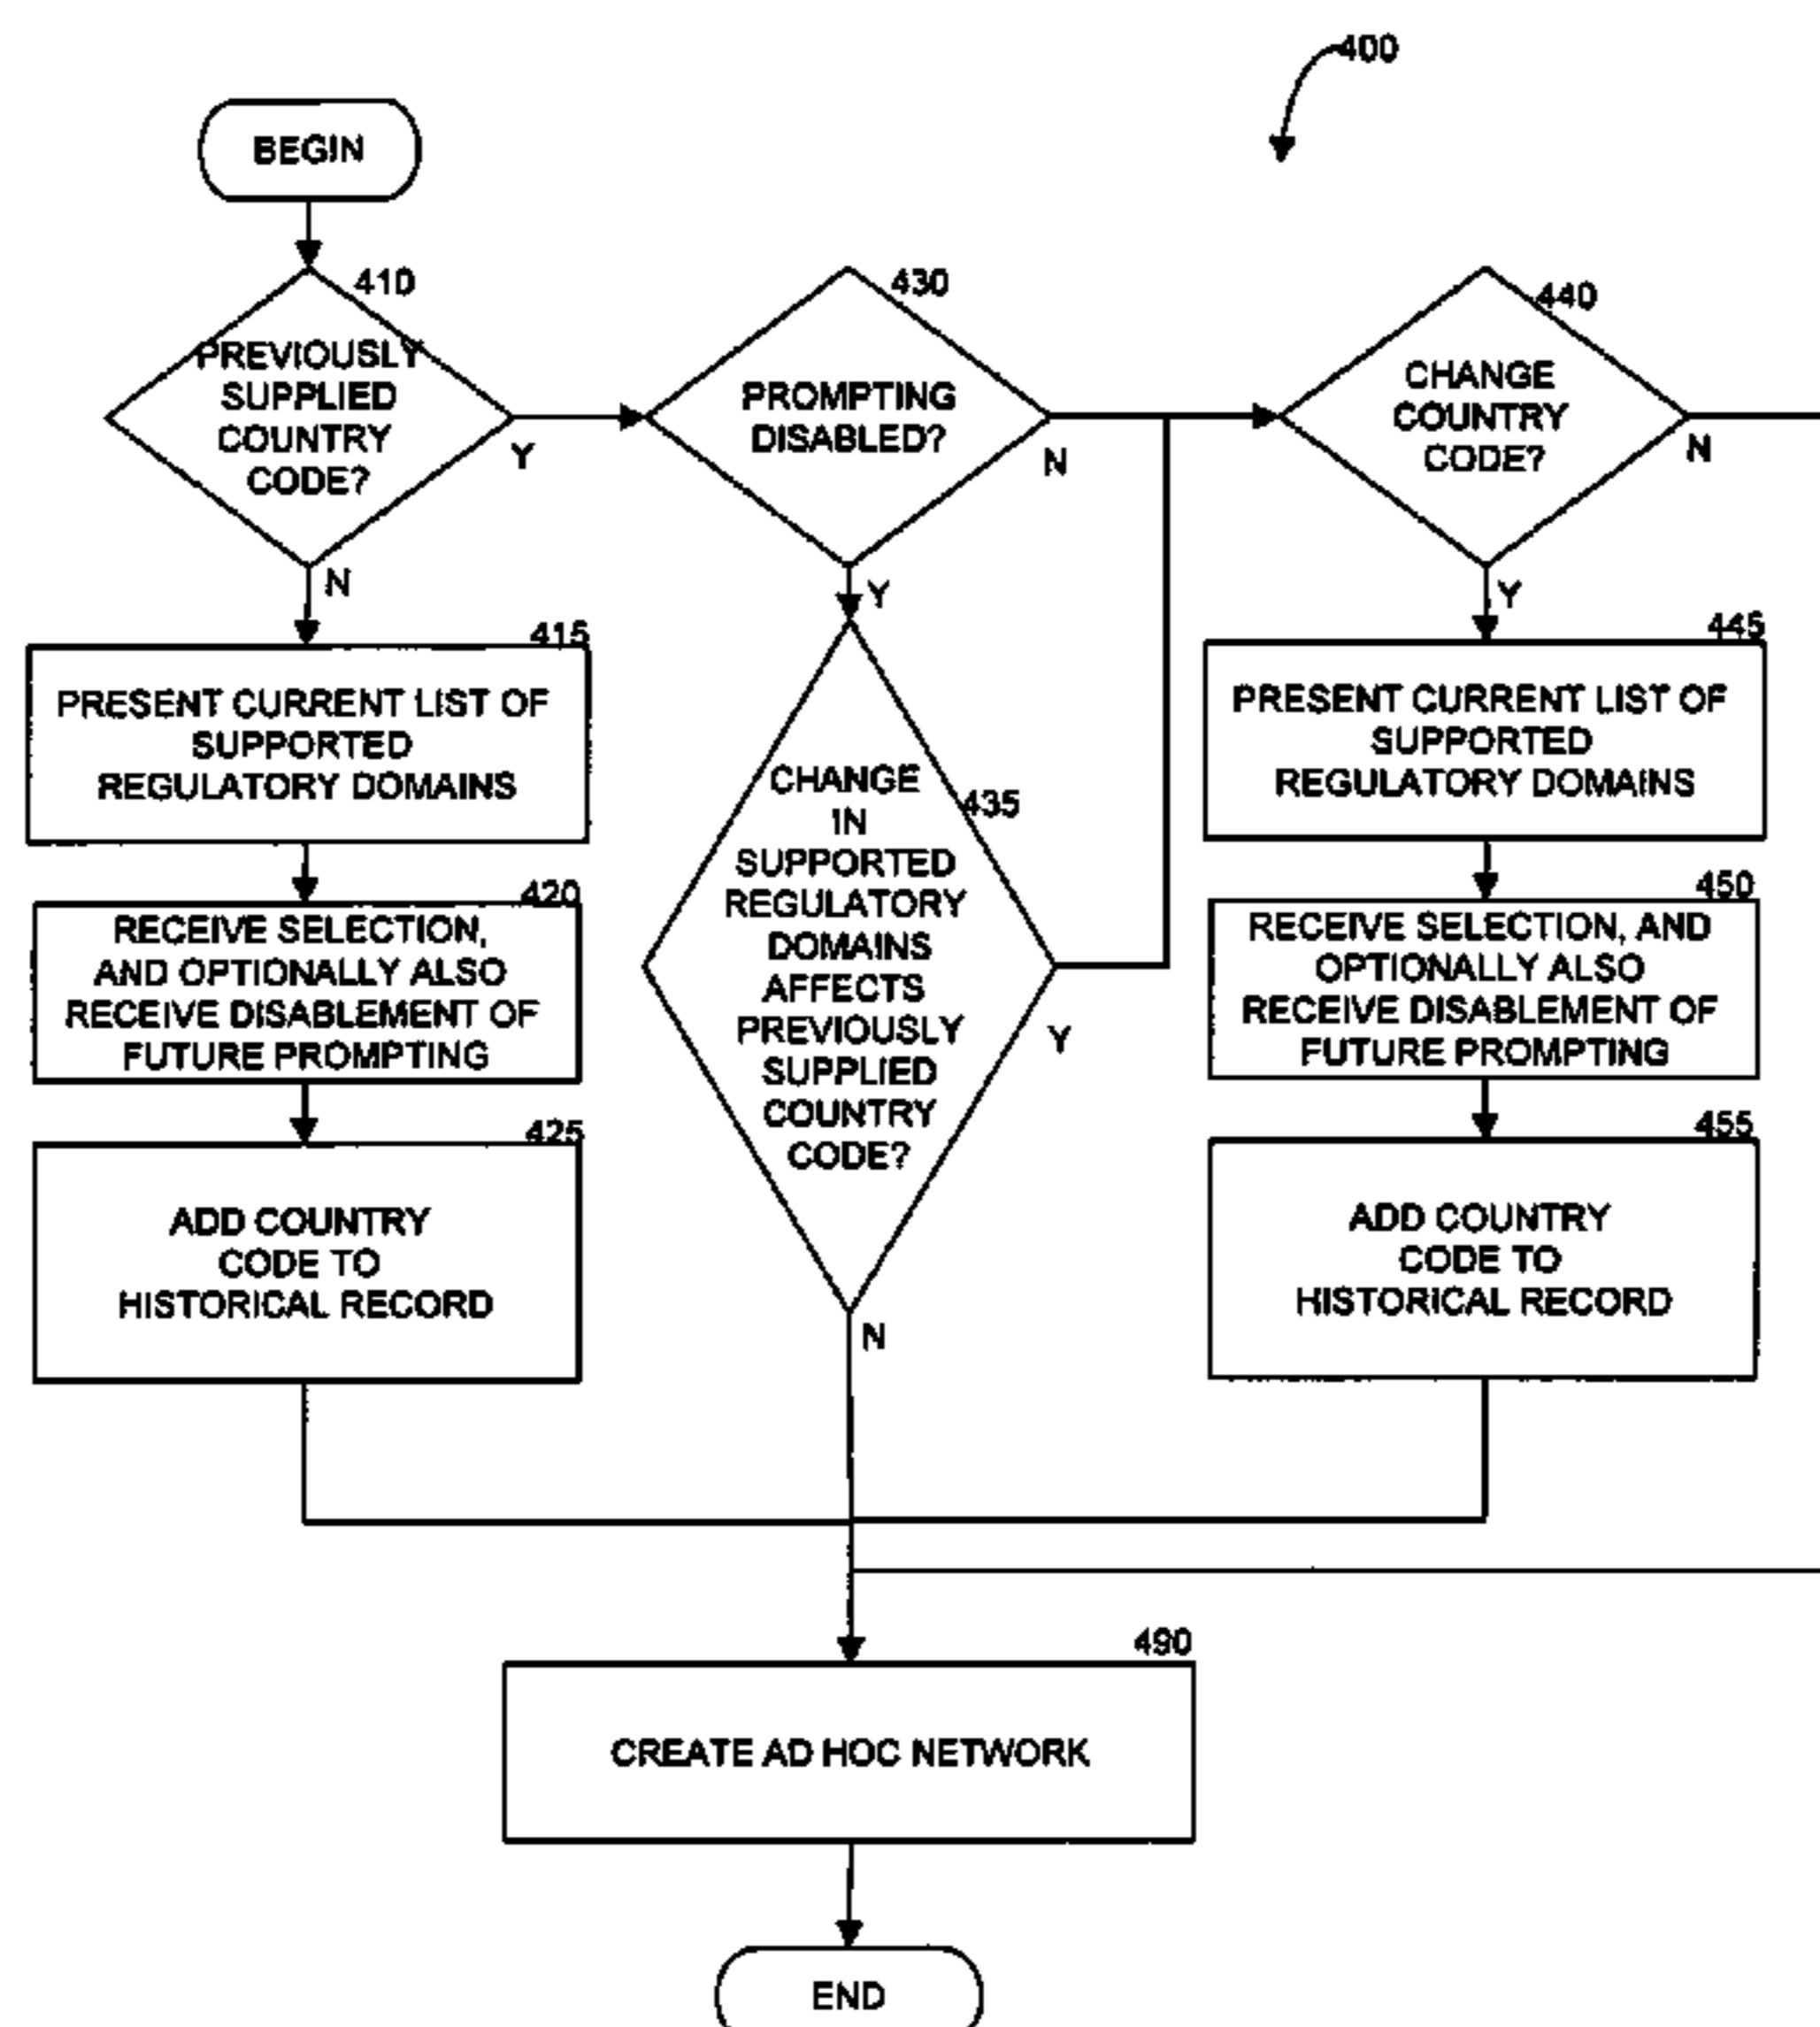 400
BEGIN
410
PREVIOUSLY
SUPPLIED
COUNTRY
CODE?
Y
N
430
PROMPTING
DISABLED?
N
Y
440
CHANGE
COUNTRY
CODE?
N
Y
415
PRESENT CURRENT LIST OF
SUPPORTED
REGULATORY DOMAINS
420
RECEIVE SELECTION,
AND OPTIONALLY ALSO
RECEIVE DISABLEMENT OF
FUTURE PROMPTING
425
ADD COUNTRY
CODE TO
HISTORICAL RECORD
435
CHANGE
IN
SUPPORTED
REGULATORY
DOMAINS
AFFECTS
PREVIOUSLY
SUPPLIED
COUNTRY
CODE?
Y
N
445
PRESENT CURRENT LIST OF
SUPPORTED
REGULATORY DOMAINS
450
RECEIVE SELECTION, AND
OPTIONALLY ALSO
RECEIVE DISABLEMENT OF
FUTURE PROMPTING
455
ADD COUNTRY
CODE TO
HISTORICAL RECORD
490
CREATE AD HOC NETWORK
END